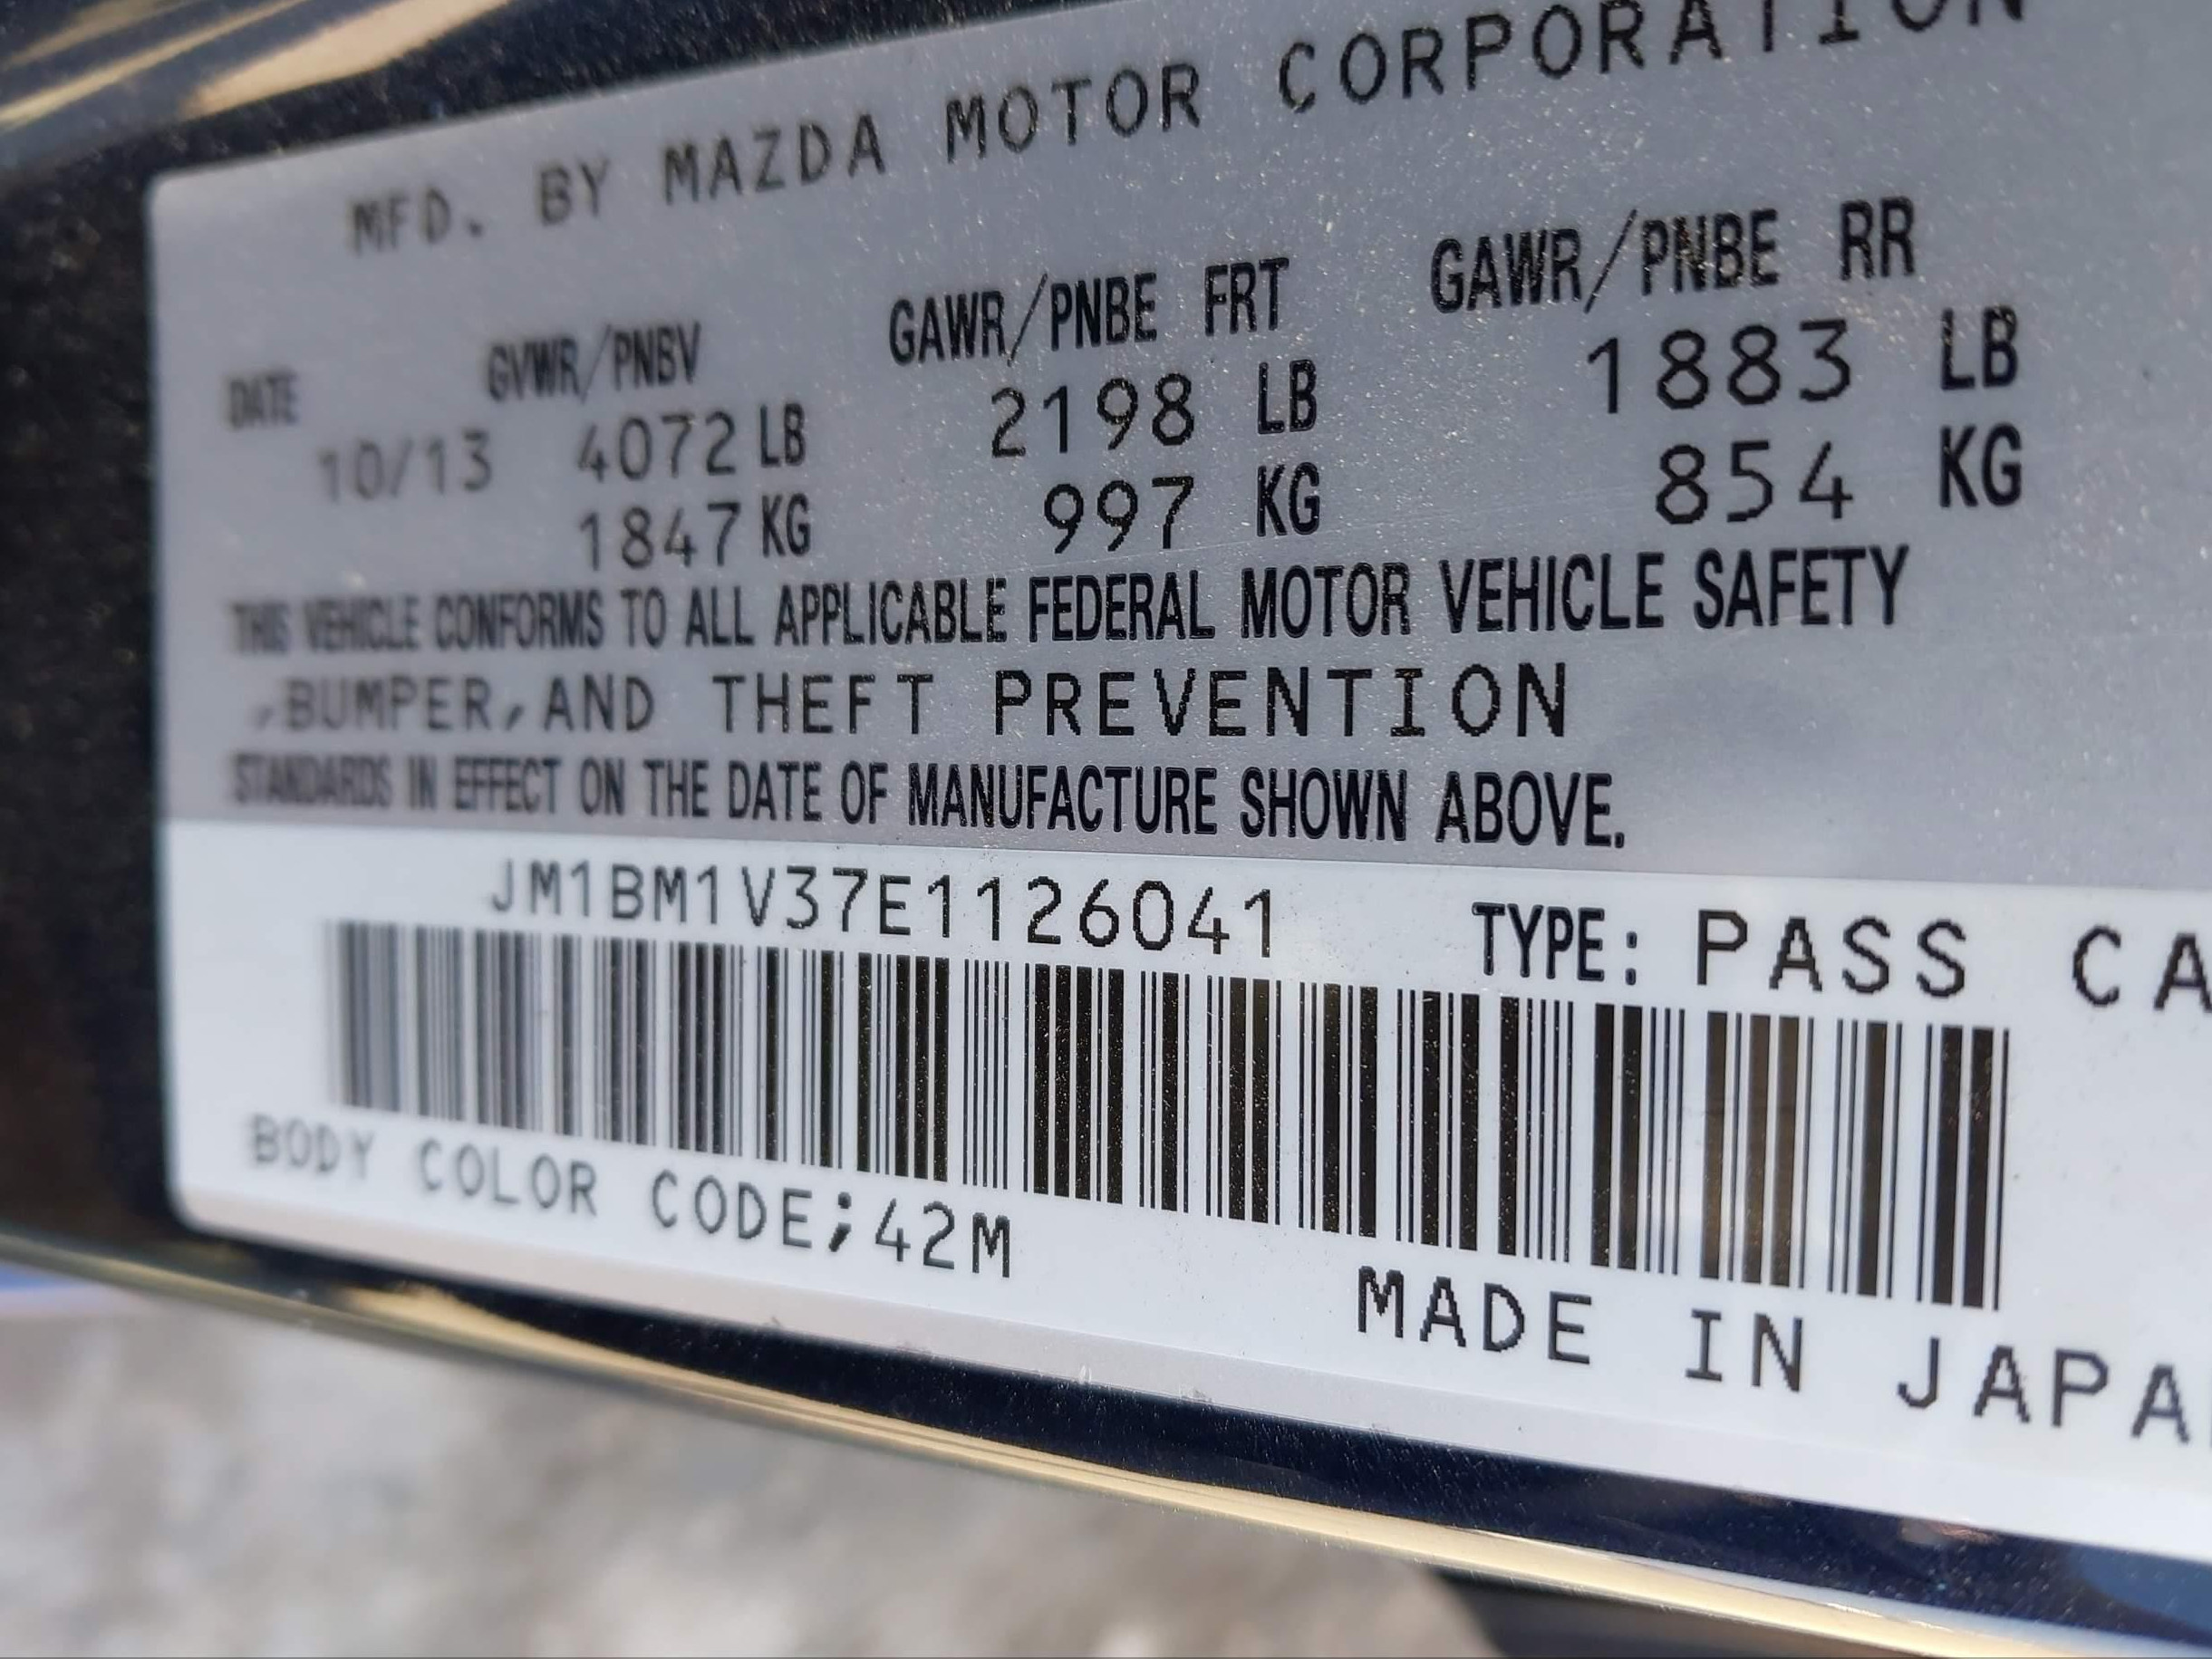 MFD. BY MAZDA MOTOR CORPORATION
DATE GVWR/PNBV GAWR/PNBE FRT GAWR/PNBE RR
10/13 4072 LB 2198 LB 1883 LB
1847 KG 997 KG 854 KG
THIS VEHICLE CONFORMS TO ALL APPLICABLE FEDERAL MOTOR VEHICLE SAFETY
,BUMPER,AND THEFT PREVENTION
STANDARDS IN EFFECT ON THE DATE OF MANUFACTURE SHOWN ABOVE.
JM1BM1V37E1126041 TYPE: PASS CA
BODY COLOR CODE;42M
MADE IN JAPA